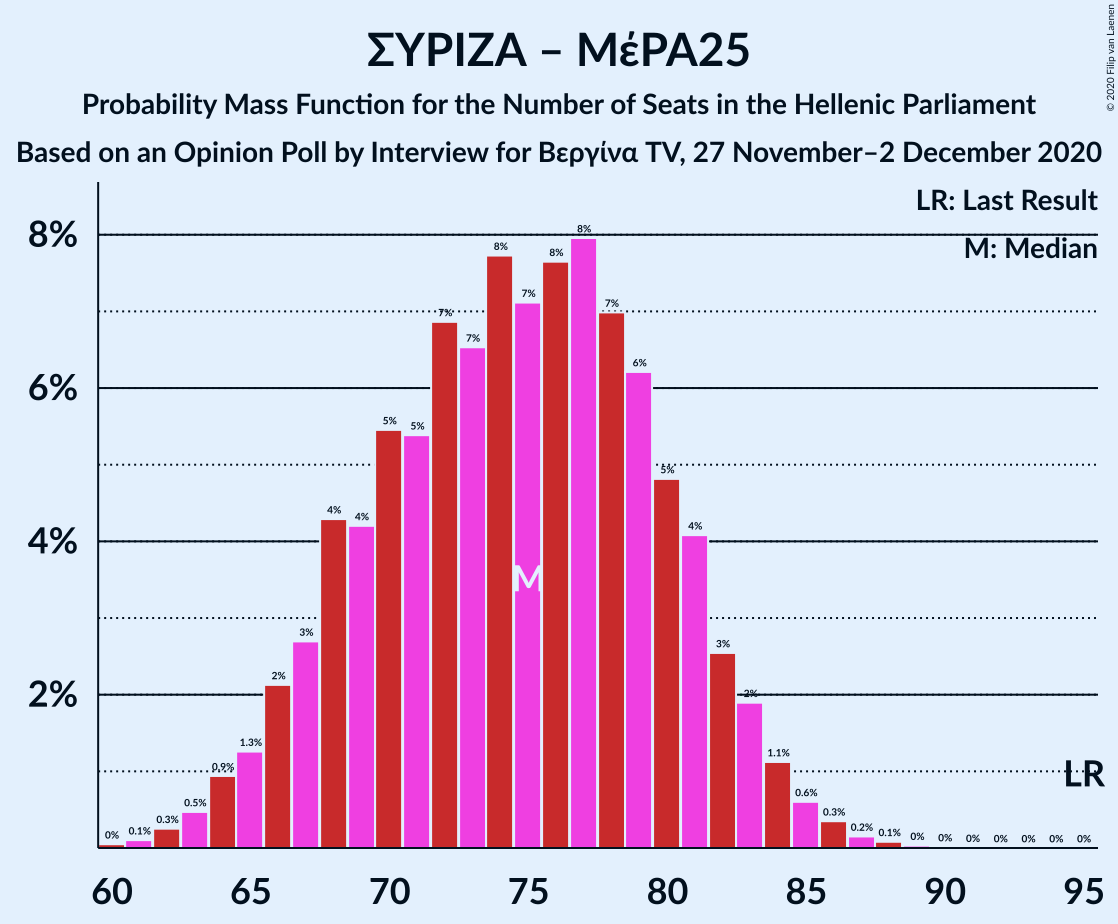 ΣΥΡΙΖΑ – ΜέΡΑ25
Probability Mass Function for the Number of Seats in the Hellenic Parliament
Based on an Opinion Poll by Interview for Βεργίνα TV, 27 November–2 December 2020
© 2020 Filip van Laenen
LR: Last Result
M: Median
8%
6%
4%
2%
0% 0.1% 0.3% 0.5% 0.9% 1.3% 2% 3% 4% 4% 5% 5% 7% 7% 8% 7% 8% 8% 7% 6% 5% 4% 3% 2% 1.1% 0.6% 0.3% 0.2% 0.1% 0% 0% 0% 0% 0% 0% 0%
M
LR
60 65 70 75 80 85 90 95